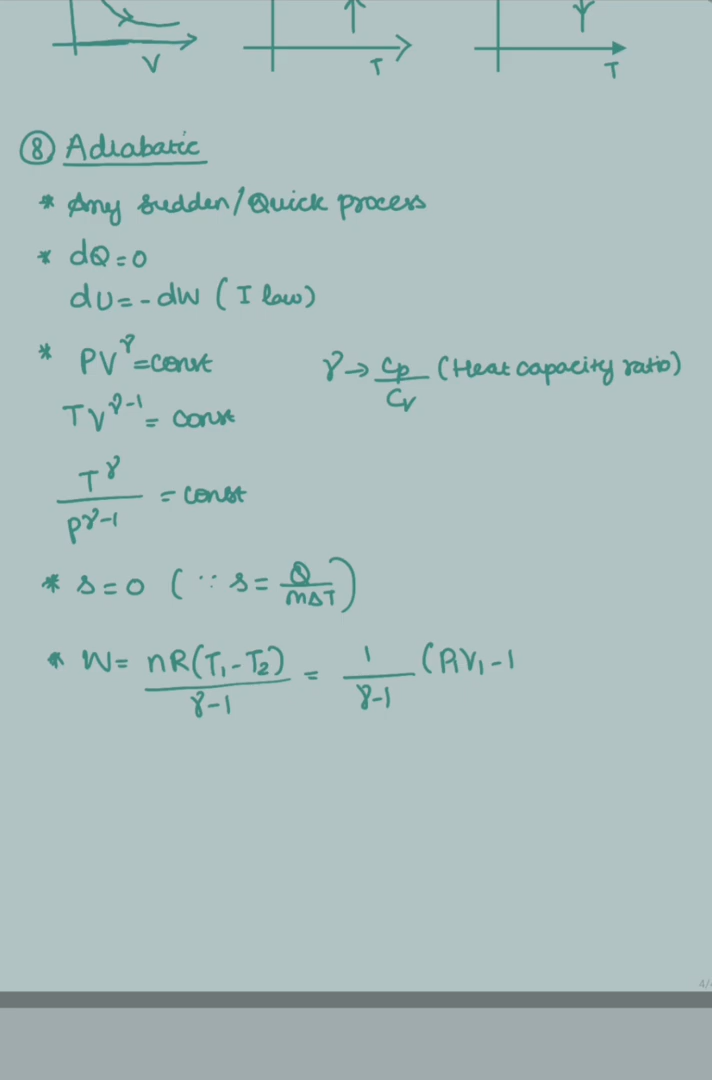 V
T
T
⑧ Adiabatic
* Any sudden/Quick process
* dQ=0
dU=-dW (I law)
* PV^γ=const γ→ Cp/Cv (Heat capacity ratio)
TV^γ-1 = const
T^γ/P^γ-1 = const
* s=0 (∵ s= Q/mΔT)
* W= nR(T₁-T₂)/γ-1 = 1/γ-1 (P₁V₁-1